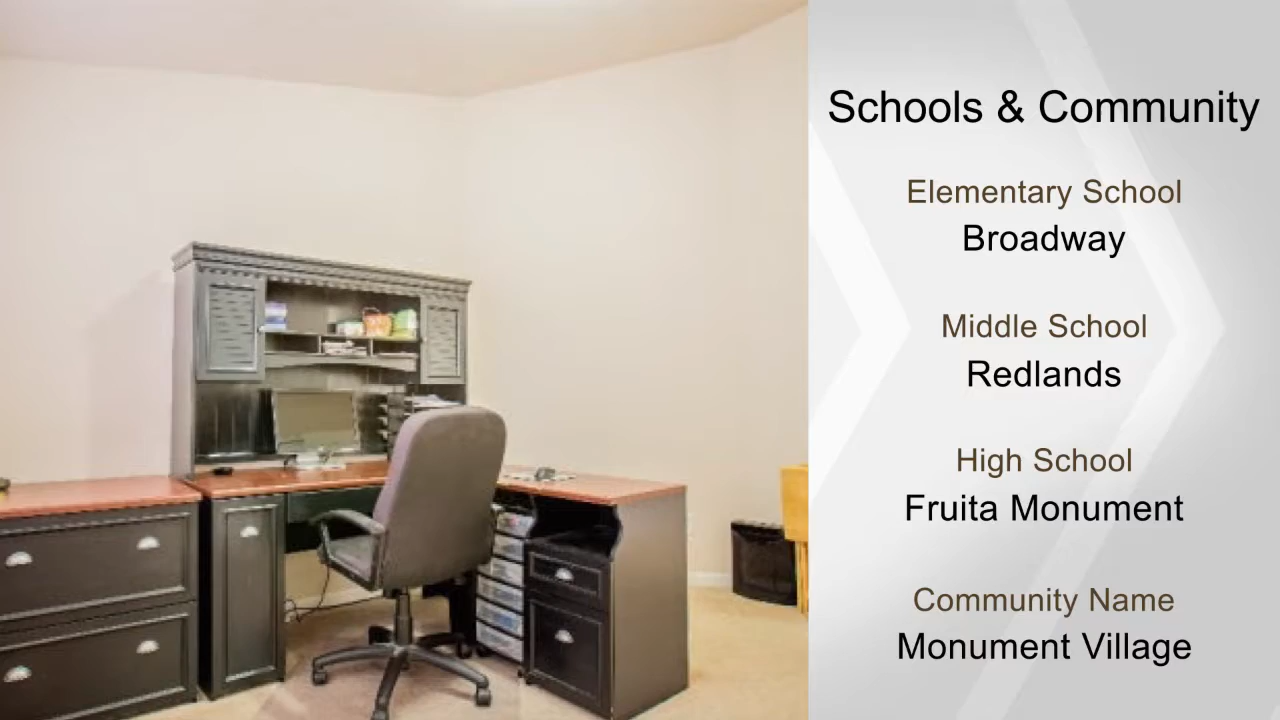 Schools & Community
Elementary School
Broadway
Middle School
Redlands
High School
Fruita Monument
Community Name
Monument Village